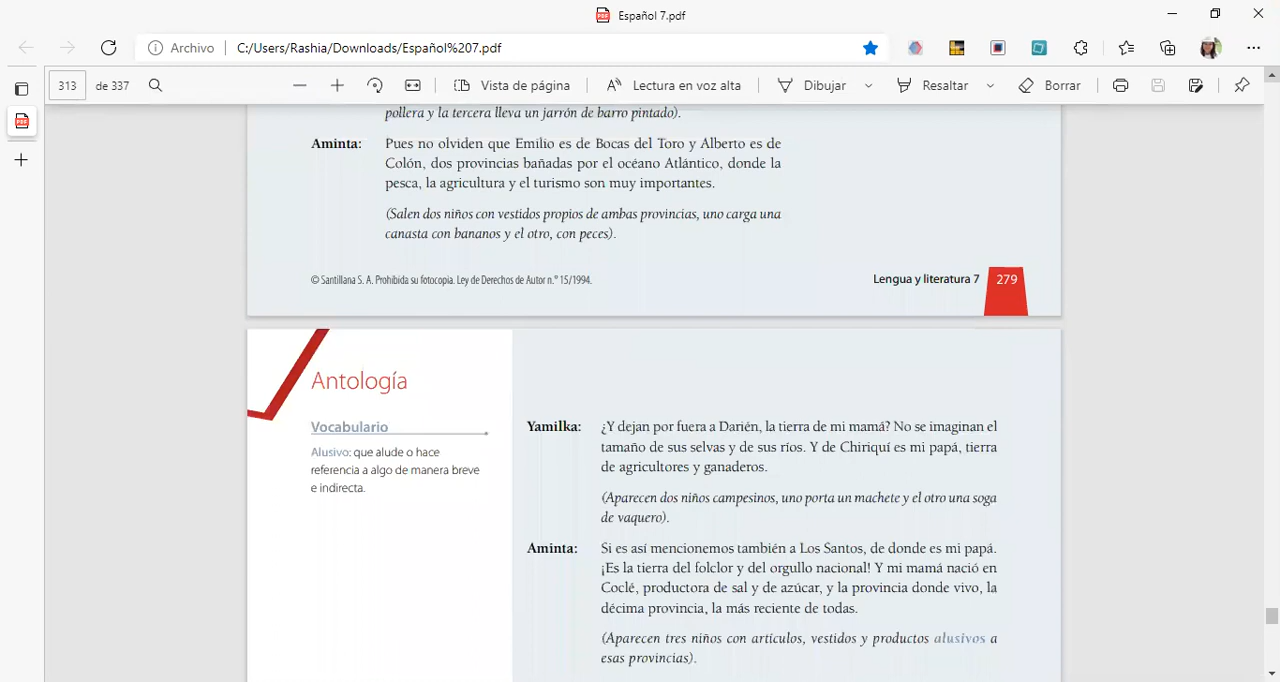 Español 7.pdf
Archivo C:/Users/Rashia/Downloads/Español%207.pdf
313 de 337 Vista de página Lectura en voz alta Dibujar Resaltar Borrar
pollera y la tercera lleva un jarrón de barro pintado).
Aminta: Pues no olviden que Emilio es de Bocas del Toro y Alberto es de
Colón, dos provincias bañadas por el océano Atlántico, donde la
pesca, la agricultura y el turismo son muy importantes.
(Salen dos niños con vestidos propios de ambas provincias, uno carga una
canasta con bananos y el otro, con peces).
© Santillana S. A. Prohibida su fotocopia. Ley de Derechos de Autor n.° 15/1994.
Lengua y literatura 7 279
Antología
Vocabulario
Alusivo: que alude o hace
referencia a algo de manera breve
e indirecta.
Yamilka: ¿Y dejan por fuera a Darién, la tierra de mi mamá? No se imaginan el
tamaño de sus selvas y de sus ríos. Y de Chiriquí es mi papá, tierra
de agricultores y ganaderos.
(Aparecen dos niños campesinos, uno porta un machete y el otro una soga
de vaquero).
Aminta: Si es así mencionemos también a Los Santos, de donde es mi papá.
¡Es la tierra del folclor y del orgullo nacional! Y mi mamá nació en
Coclé, productora de sal y de azúcar, y la provincia donde vivo, la
décima provincia, la más reciente de todas.
(Aparecen tres niños con artículos, vestidos y productos alusivos a
esas provincias).